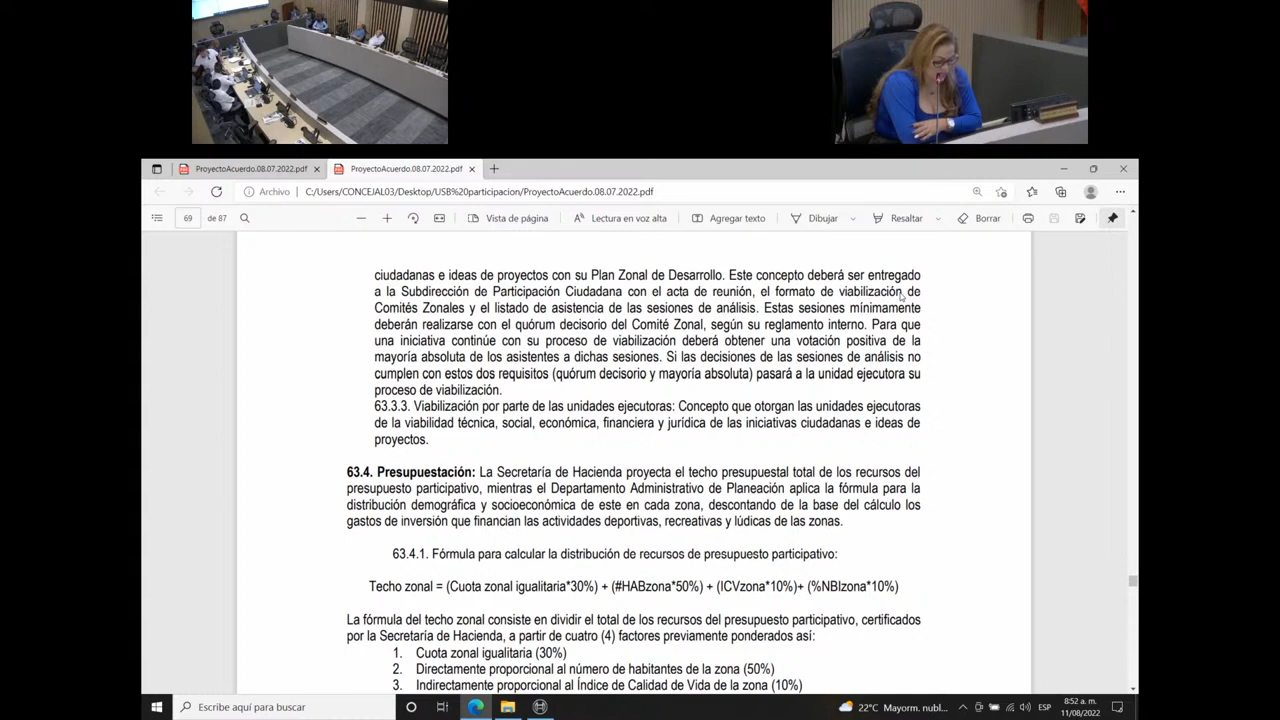 ProyectoAcuerdo.08.07.2022.pdf
ProyectoAcuerdo.08.07.2022.pdf
Archivo C:/Users/CONCEJAL03/Desktop/USB%20participacion/ProyectoAcuerdo.08.07.2022.pdf
69 de 87 Vista de página Lectura en voz alta Agregar texto Dibujar Resaltar Borrar
ciudadanas e ideas de proyectos con su Plan Zonal de Desarrollo. Este concepto deberá ser entregado
a la Subdirección de Participación Ciudadana con el acta de reunión, el formato de viabilización de
Comités Zonales y el listado de asistencia de las sesiones de análisis. Estas sesiones mínimamente
deberán realizarse con el quórum decisorio del Comité Zonal, según su reglamento interno. Para que
una iniciativa continúe con su proceso de viabilización deberá obtener una votación positiva de la
mayoría absoluta de los asistentes a dichas sesiones. Si las decisiones de las sesiones de análisis no
cumplen con estos dos requisitos (quórum decisorio y mayoría absoluta) pasará a la unidad ejecutora su
proceso de viabilización.
63.3.3. Viabilización por parte de las unidades ejecutoras: Concepto que otorgan las unidades ejecutoras
de la viabilidad técnica, social, económica, financiera y jurídica de las iniciativas ciudadanas e ideas de
proyectos.
63.4. Presupuestación: La Secretaría de Hacienda proyecta el techo presupuestal total de los recursos del
presupuesto participativo, mientras el Departamento Administrativo de Planeación aplica la fórmula para la
distribución demográfica y socioeconómica de este en cada zona, descontando de la base del cálculo los
gastos de inversión que financian las actividades deportivas, recreativas y lúdicas de las zonas.
63.4.1. Fórmula para calcular la distribución de recursos de presupuesto participativo:
Techo zonal = (Cuota zonal igualitaria*30%) + (#HABzona*50%) + (ICVzona*10%)+ (%NBIzona*10%)
La fórmula del techo zonal consiste en dividir el total de los recursos del presupuesto participativo, certificados
por la Secretaría de Hacienda, a partir de cuatro (4) factores previamente ponderados así:
1. Cuota zonal igualitaria (30%)
2. Directamente proporcional al número de habitantes de la zona (50%)
3. Indirectamente proporcional al Índice de Calidad de Vida de la zona (10%)
Escribe aquí para buscar
22°C Mayorm. nubl...
ESP
8:52 a. m.
11/08/2022